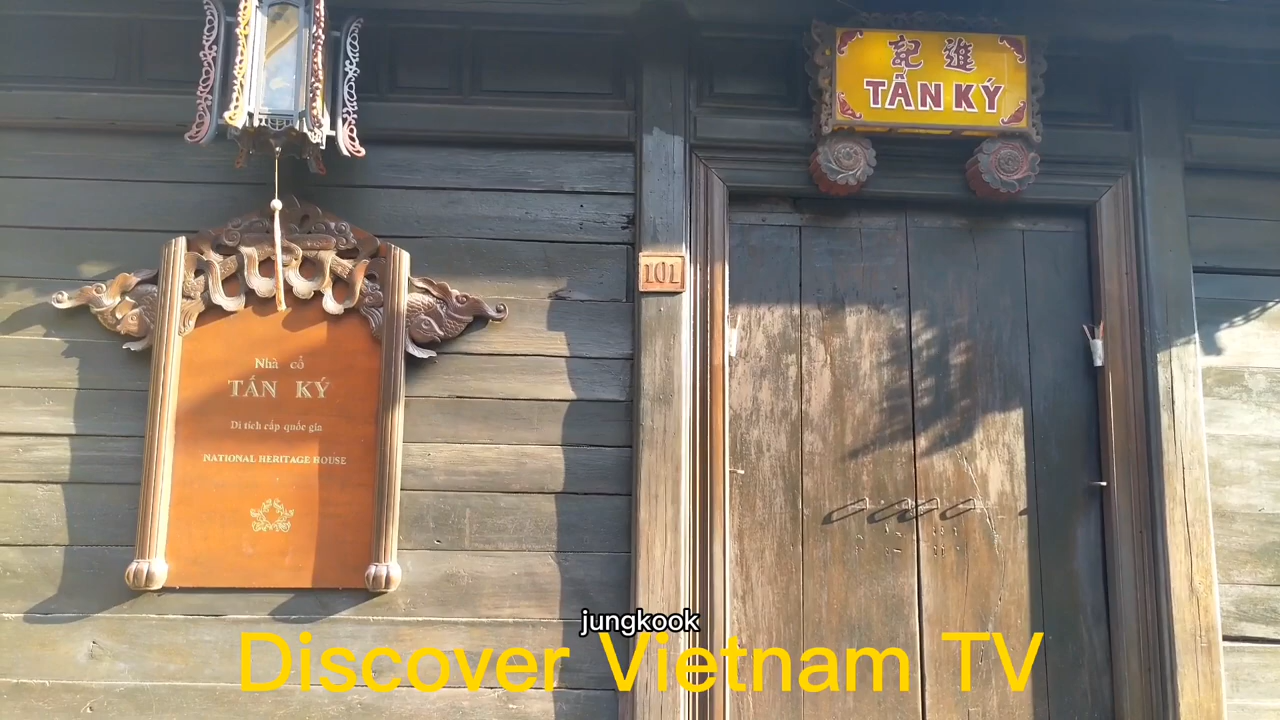 記進
TẤN KÝ
101
Nhà cổ
TẤN KÝ
Di tích cấp quốc gia
NATIONAL HERITAGE HOUSE
jungkook
Discover Vietnam TV